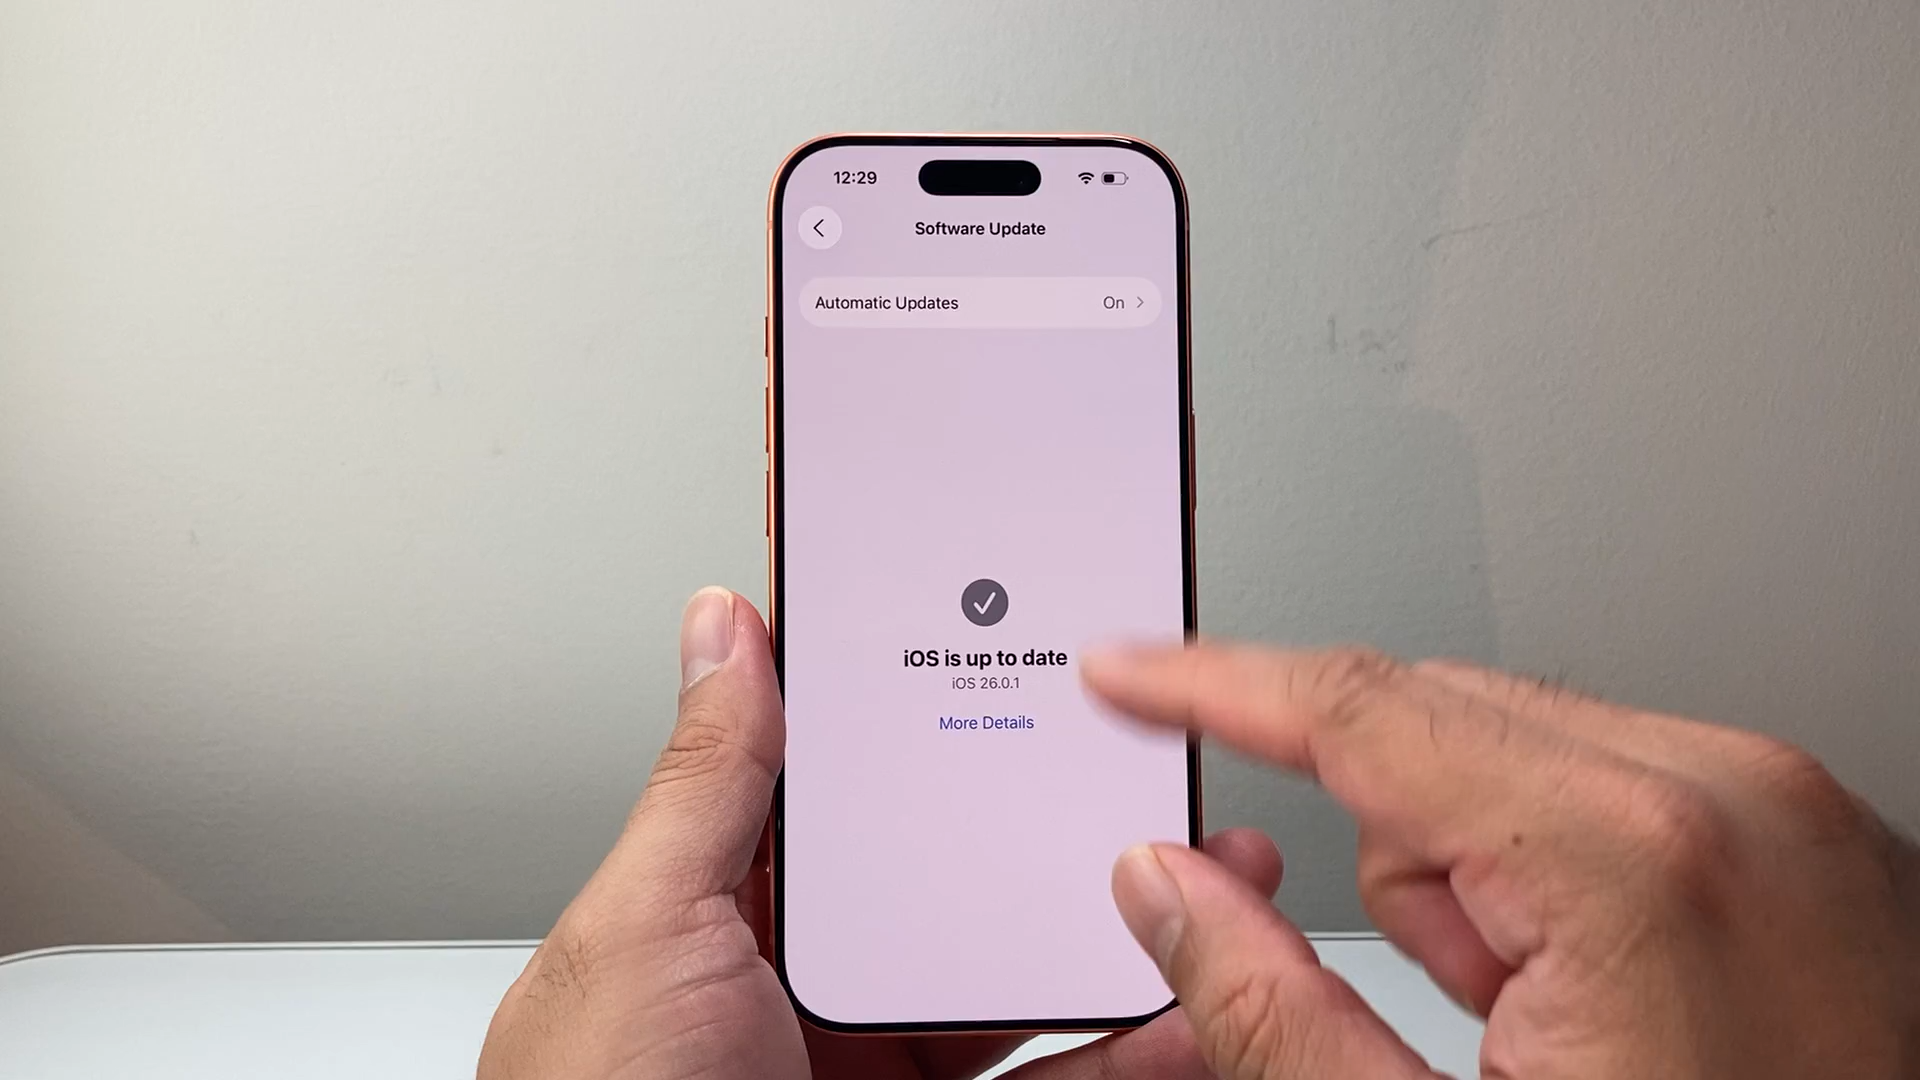 12:29
Software Update
Automatic Updates On
iOS is up to date
iOS 26.0.1
More Details